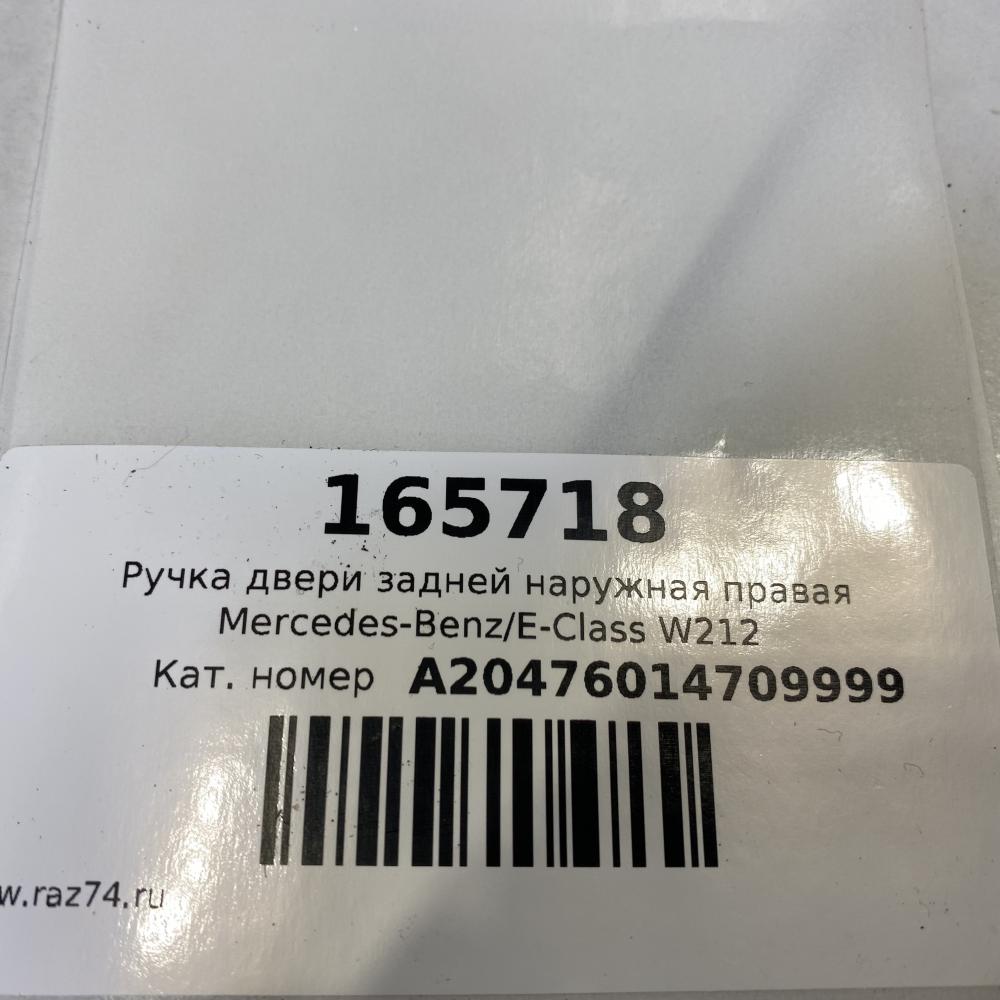 165718
Ручка двери задней наружная правая
Mercedes-Benz/E-Class W212
Кат. номер A20476014709999
w.raz74.ru